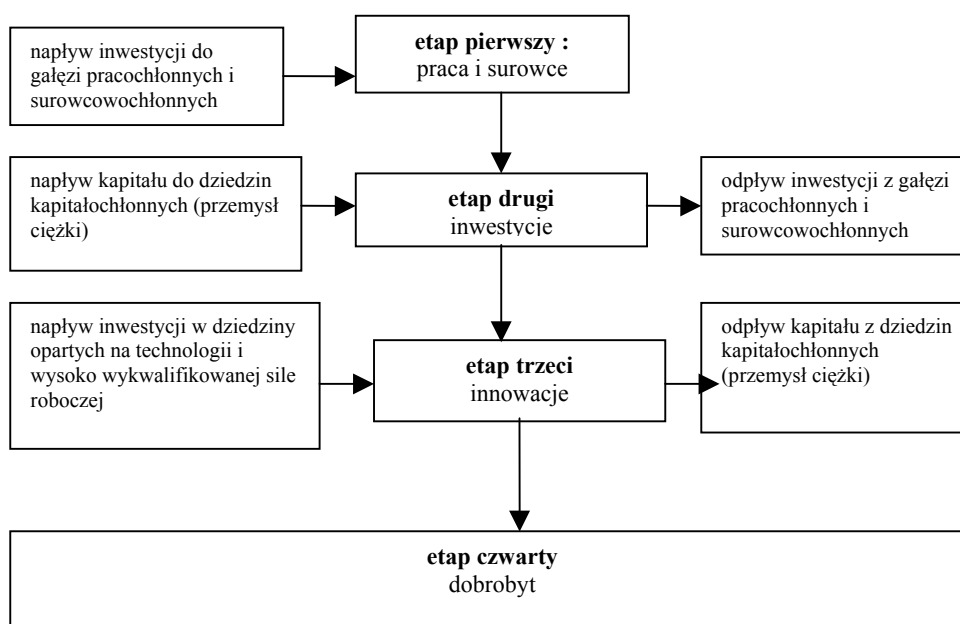 napływ inwestycji do
gałęzi pracochłonnych i
surowcowochłonnych
etap pierwszy :
praca i surowce
napływ kapitału do dziedzin
kapitałochłonnych (przemysł
ciężki)
etap drugi
inwestycje
odpływ inwestycji z gałęzi
pracochłonnych i
surowcowochłonnych
napływ inwestycji w dziedziny
opartych na technologii i
wysoko wykwalifikowanej sile
roboczej
etap trzeci
innowacje
odpływ kapitału z dziedzin
kapitałochłonnych
(przemysł ciężki)
etap czwarty
dobrobyt